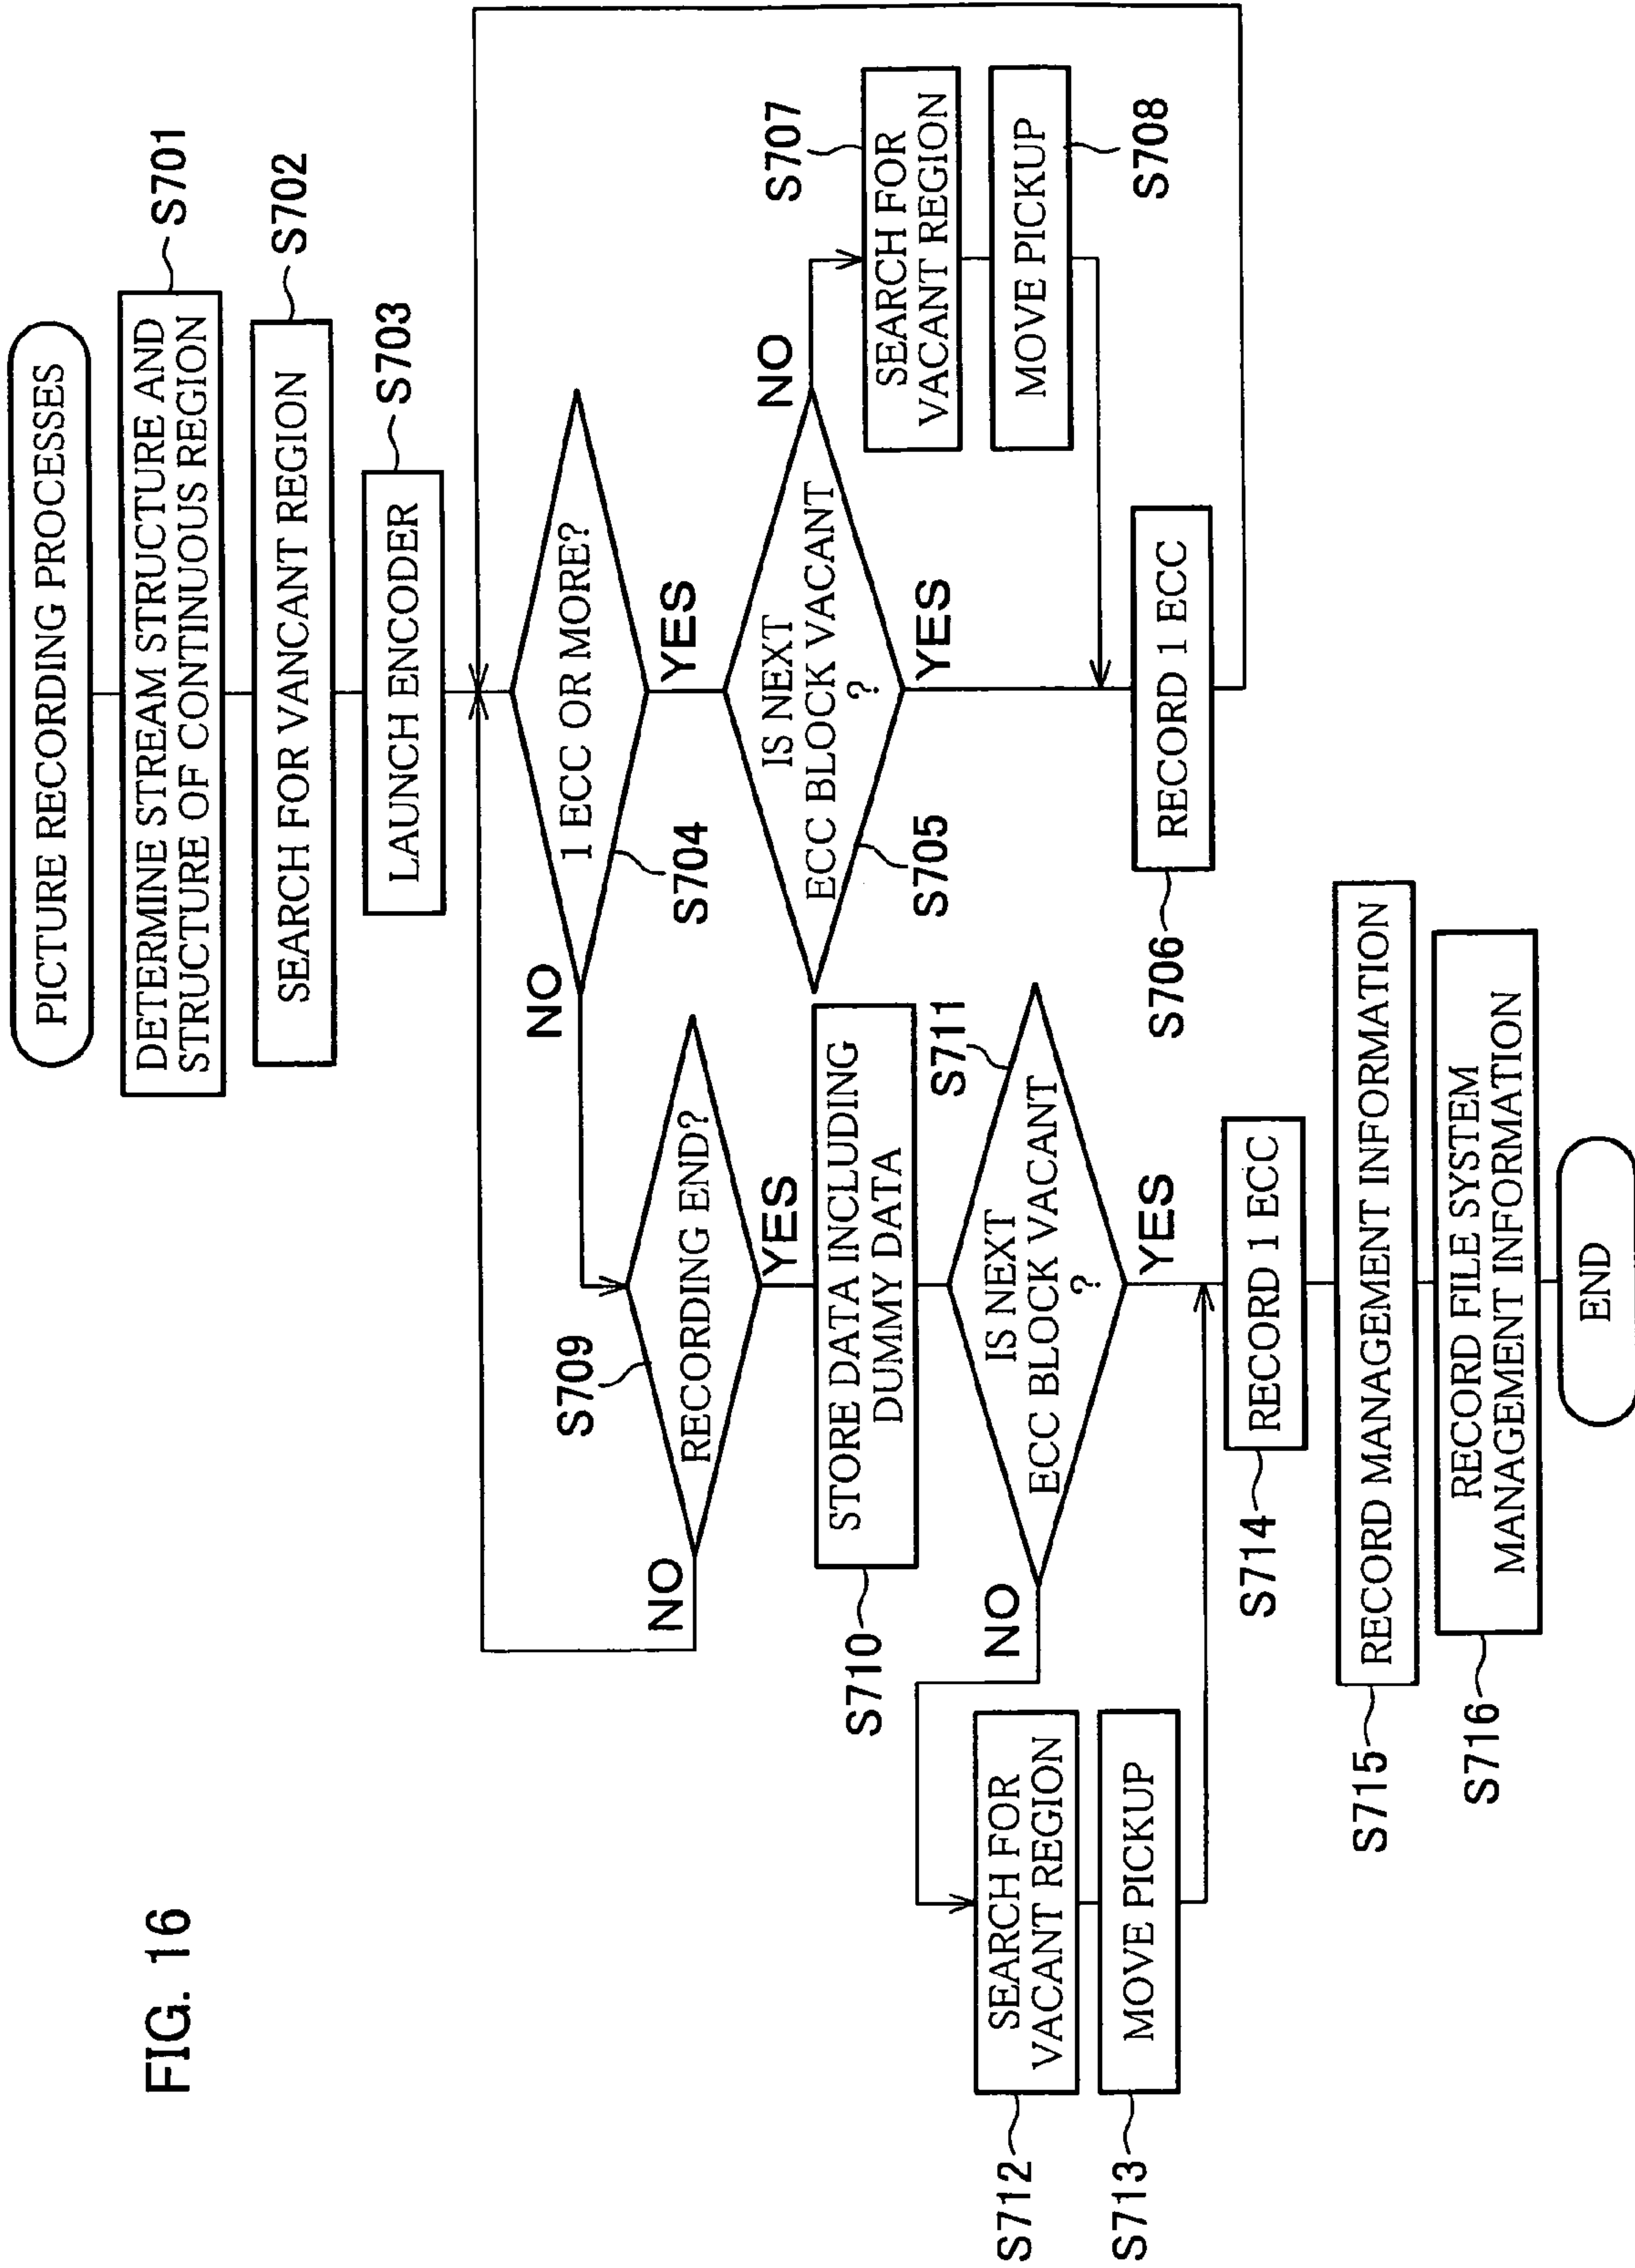 FIG. 16
PICTURE RECORDING PROCESSES
DETERMINE STREAM STRUCTURE AND
STRUCTURE OF CONTINUOUS REGION
S701
SEARCH FOR VANCANT REGION
S702
LAUNCH ENCODER
S703
1 ECC OR MORE?
S704
NO
YES
IS NEXT
ECC BLOCK VACANT
?
S705
NO
YES
SEARCH FOR
VACANT REGION
S707
MOVE PICKUP
S708
RECORD 1 ECC
S706
RECORDING END?
S709
NO
YES
STORE DATA INCLUDING
DUMMY DATA
S710
IS NEXT
ECC BLOCK VACANT
?
S711
NO
YES
SEARCH FOR
VACANT REGION
S712
MOVE PICKUP
S713
RECORD 1 ECC
S714
RECORD MANAGEMENT INFORMATION
S715
RECORD FILE SYSTEM
MANAGEMENT INFORMATION
S716
END